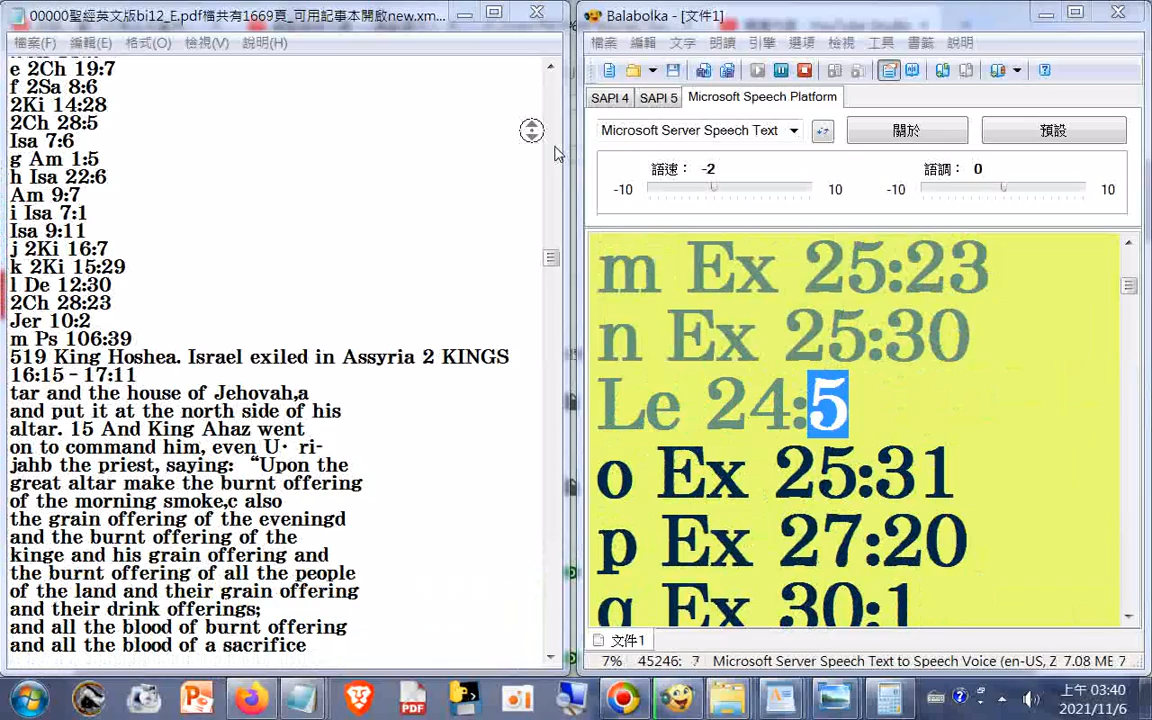 00000聖經英文版bi12_E.pdf檔共有1669頁_可用記事本開啟new.xm...
檔案(F) 編輯(E) 格式(O) 檢視(V) 說明(H)
e 2Ch 19:7
f 2Sa 8:6
2Ki 14:28
2Ch 28:5
Isa 7:6
g Am 1:5
h Isa 22:6
Am 9:7
i Isa 7:1
Isa 9:11
j 2Ki 16:7
k 2Ki 15:29
l De 12:30
2Ch 28:23
Jer 10:2
m Ps 106:39
519 King Hoshea. Israel exiled in Assyria 2 KINGS
16:15–17:11
tar and the house of Jehovah,a
and put it at the north side of his
altar. 15 And King Ahaz went
on to command him, even U· ri-
jahb the priest, saying: “Upon the
great altar make the burnt offering
of the morning smoke,c also
the grain offering of the eveningd
and the burnt offering of the
kinge and his grain offering and
the burnt offering of all the people
of the land and their grain offering
and their drink offerings;
and all the blood of burnt offering
and all the blood of a sacrifice
Balabolka - [文件1]
檔案 編輯 文字 朗讀 引擎 選項 檢視 工具 書籤 說明
SAPI 4 SAPI 5 Microsoft Speech Platform
Microsoft Server Speech Text 關於 預設
語速: -2 語調: 0
-10 10 -10 10
m Ex 25:23
n Ex 25:30
Le 24:5
o Ex 25:31
p Ex 27:20
q Ex 30:1
文件1
7% 45246: 7 Microsoft Server Speech Text to Speech Voice (en-US, Z 7.08 ME 7
上午 03:40
2021/11/6